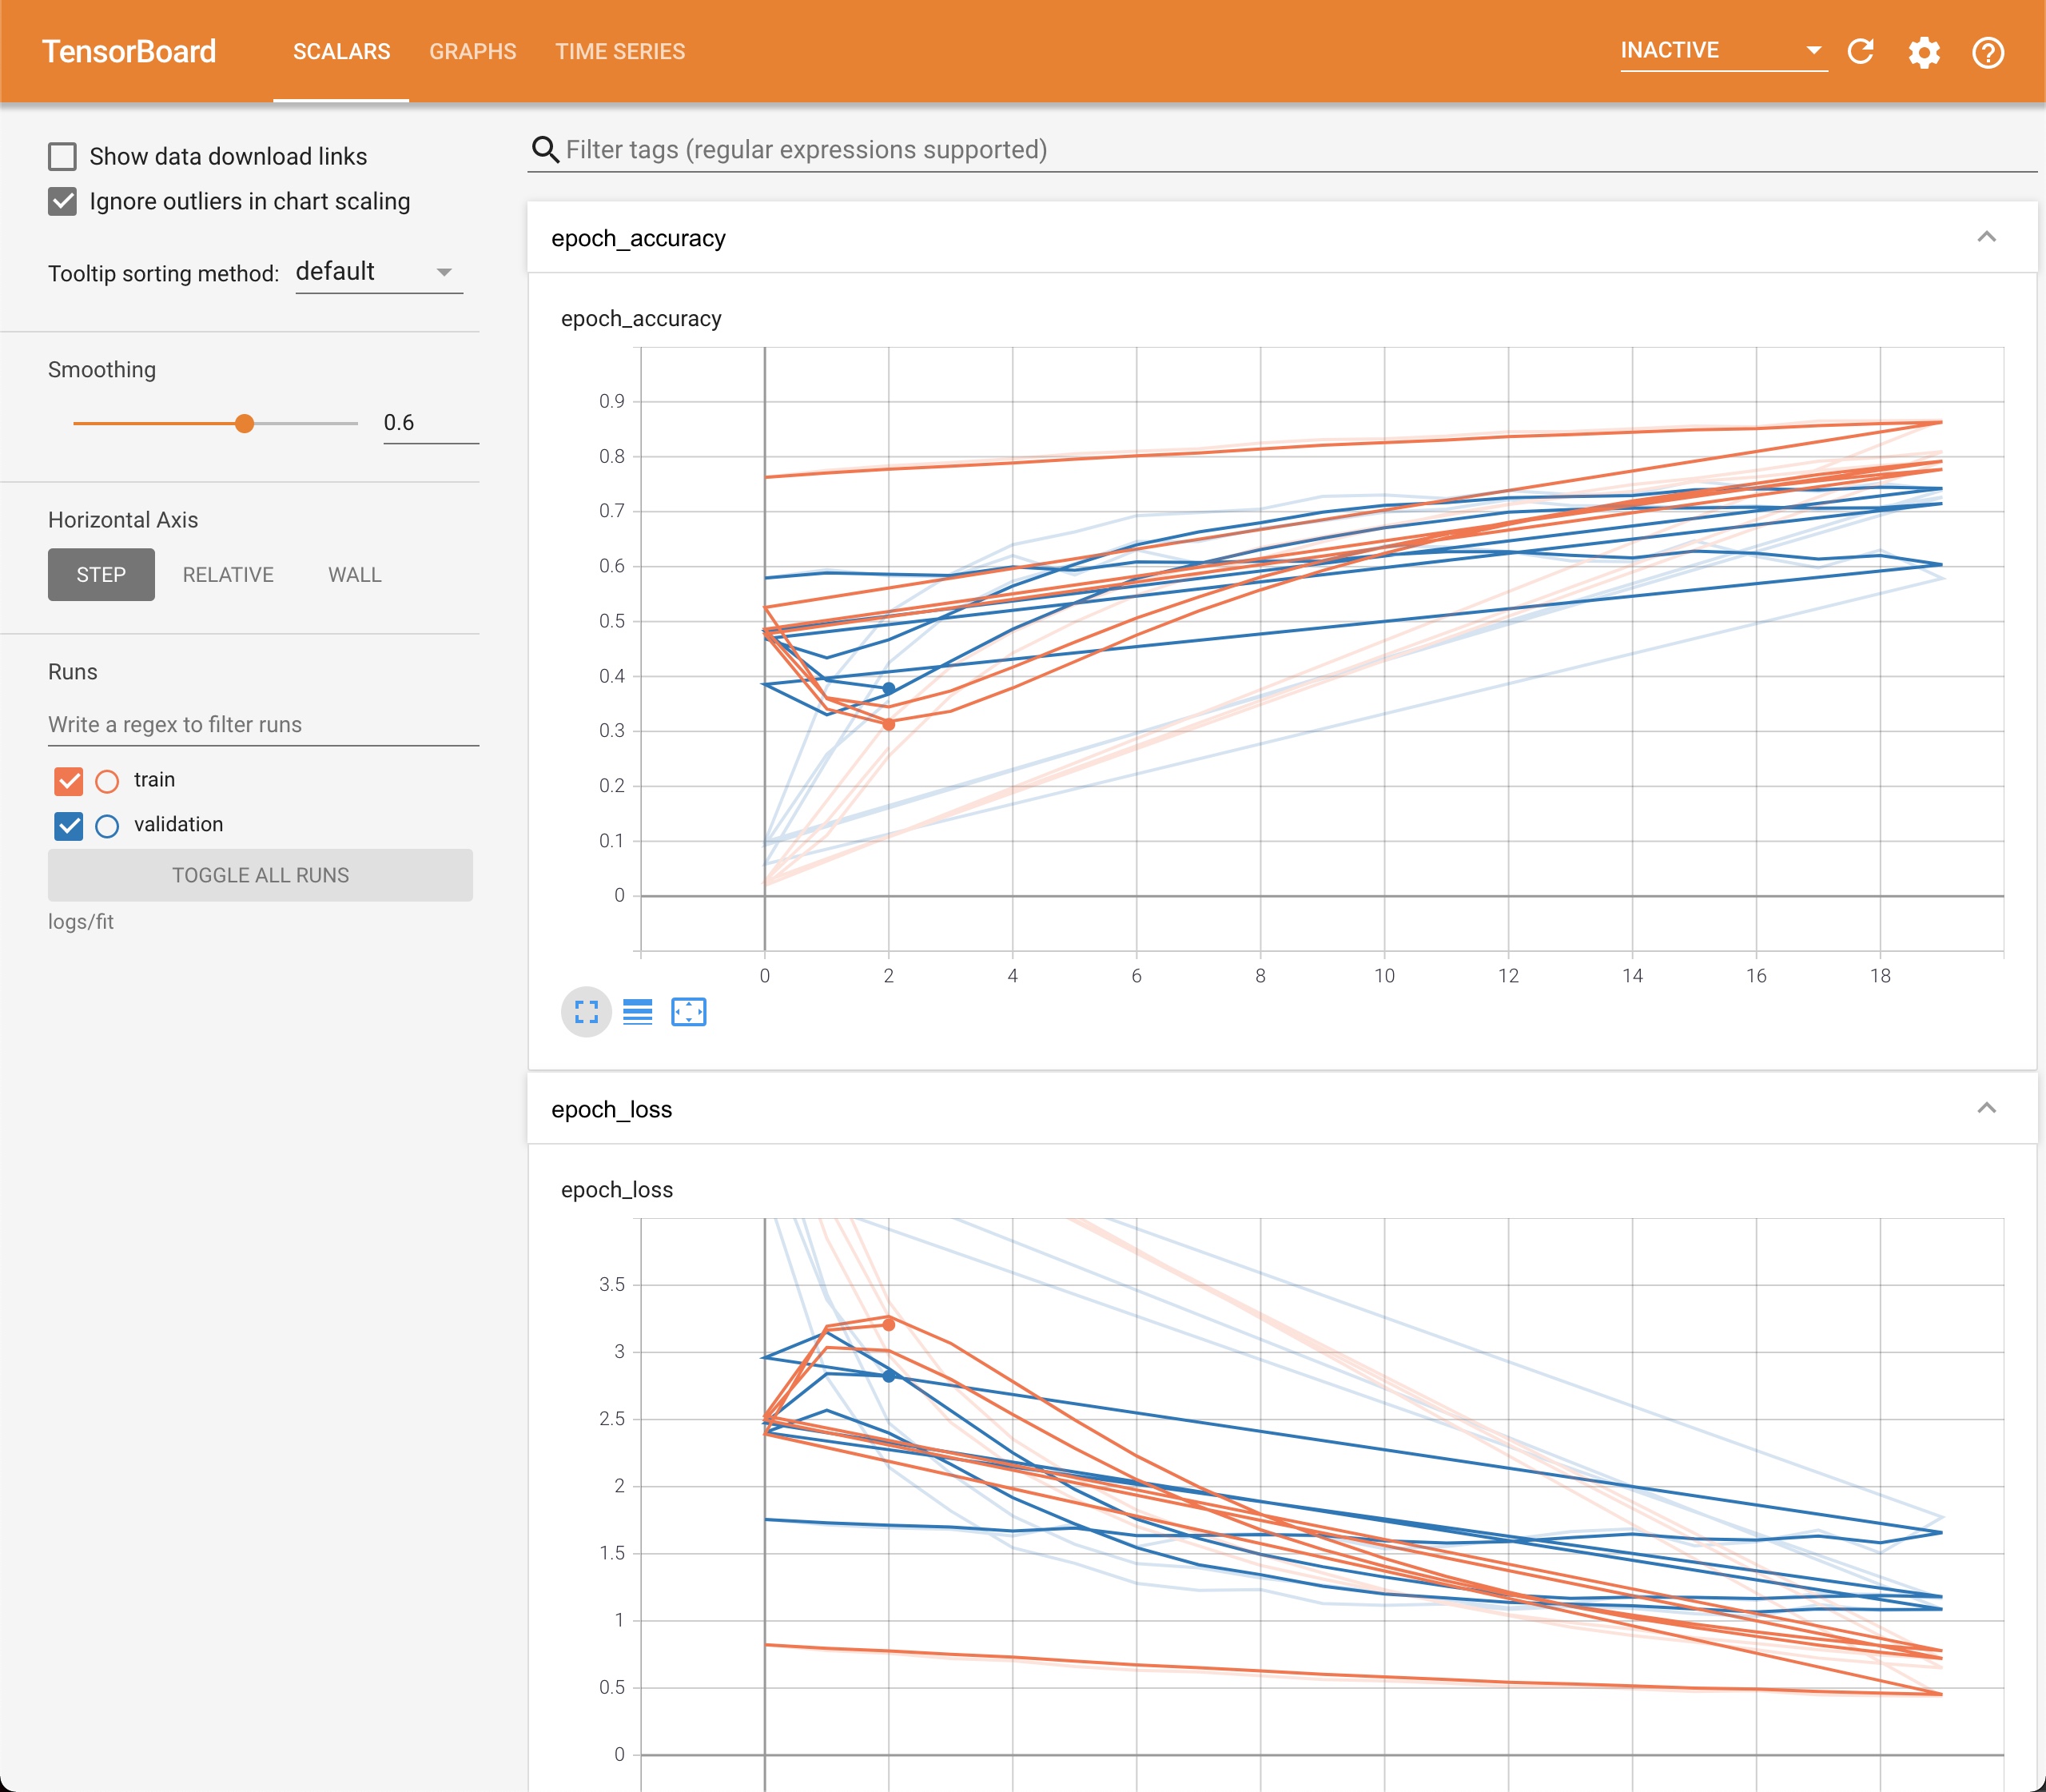 TensorBoard SCALARS GRAPHS TIME SERIES INACTIVE
Show data download links
Ignore outliers in chart scaling
Tooltip sorting method: default
Smoothing
0.6
Horizontal Axis
STEP RELATIVE WALL
Runs
Write a regex to filter runs
train
validation
TOGGLE ALL RUNS
logs/fit
Filter tags (regular expressions supported)
epoch_accuracy
epoch_accuracy
0.9
0.8
0.7
0.6
0.5
0.4
0.3
0.2
0.1
0
0 2 4 6 8 10 12 14 16 18
epoch_loss
epoch_loss
3.5
3
2.5
2
1.5
1
0.5
0